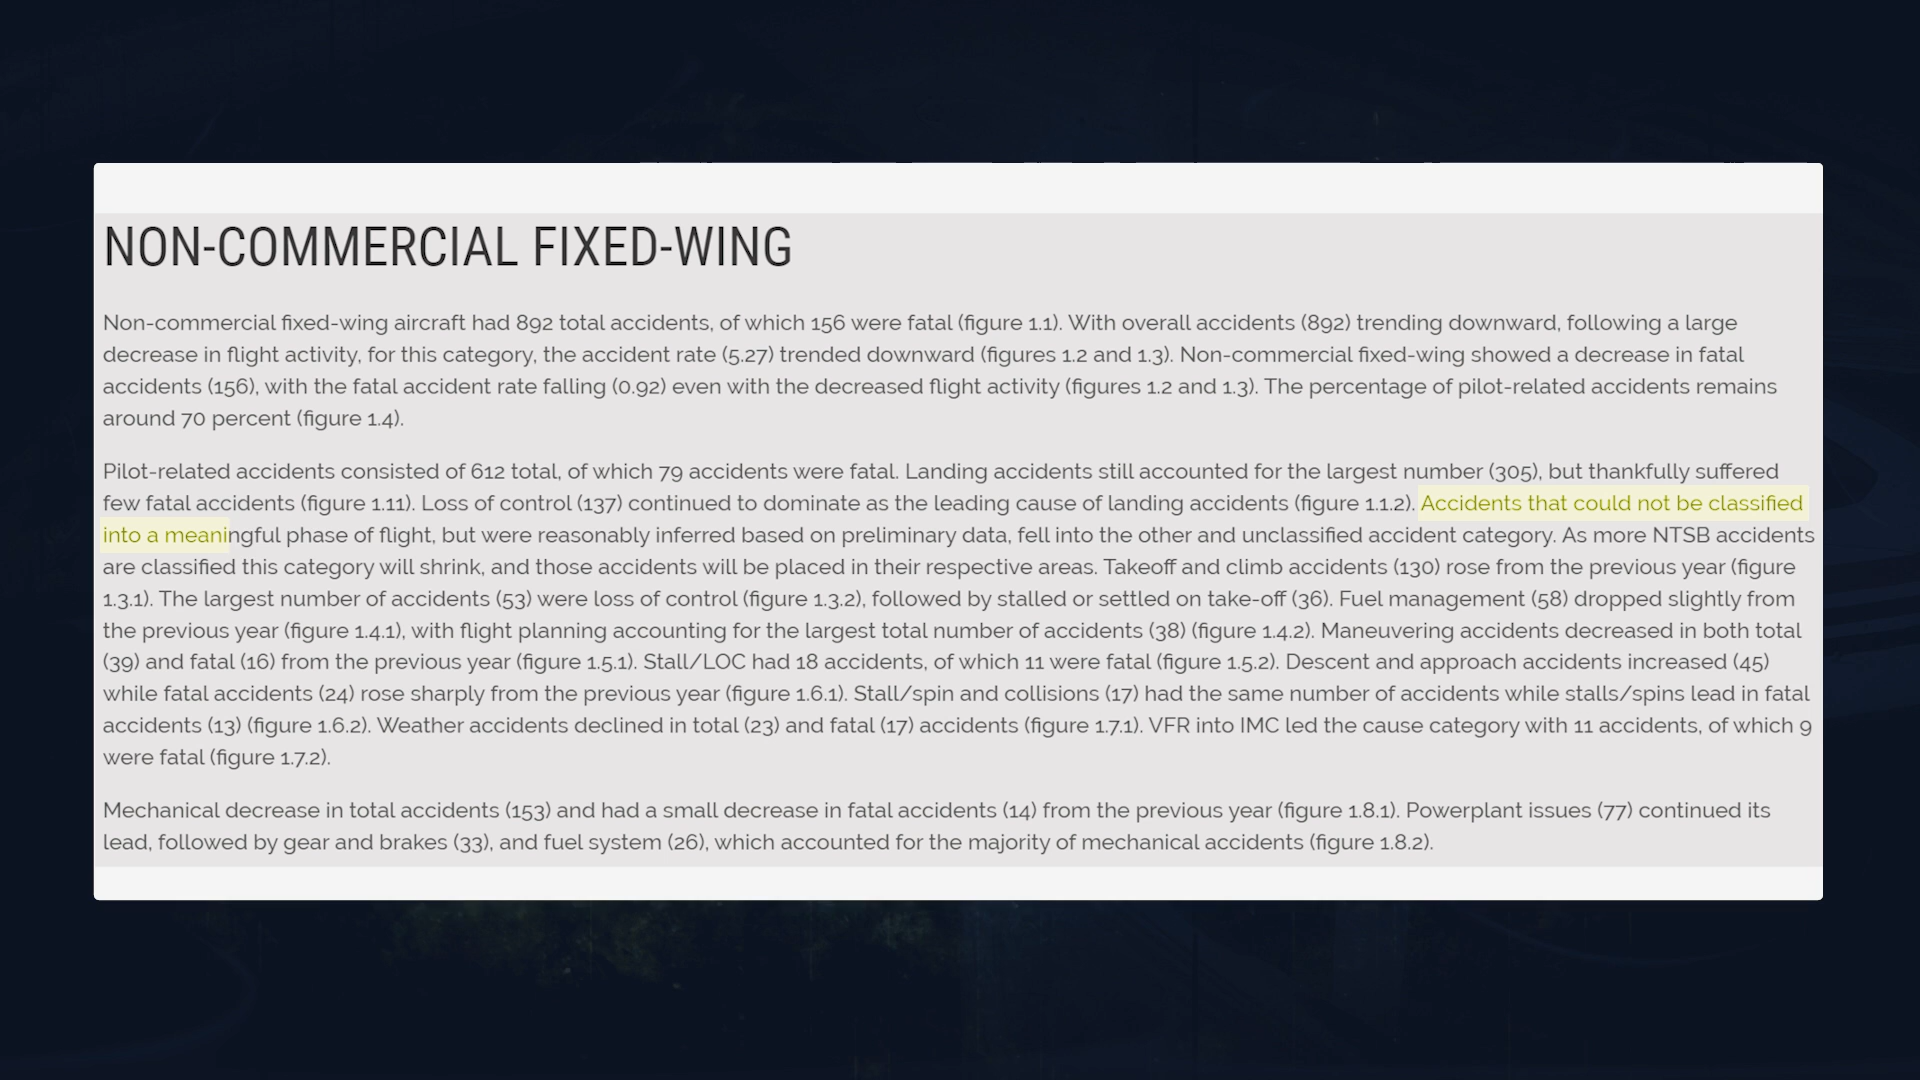 NON-COMMERCIAL FIXED-WING
Non-commercial fixed-wing aircraft had 892 total accidents, of which 156 were fatal (figure 1.1). With overall accidents (892) trending downward, following a large
decrease in flight activity, for this category, the accident rate (5.27) trended downward (figures 1.2 and 1.3). Non-commercial fixed-wing showed a decrease in fatal
accidents (156), with the fatal accident rate falling (0.92) even with the decreased flight activity (figures 1.2 and 1.3). The percentage of pilot-related accidents remains
around 70 percent (figure 1.4).
Pilot-related accidents consisted of 612 total, of which 79 accidents were fatal. Landing accidents still accounted for the largest number (305), but thankfully suffered
few fatal accidents (figure 1.11). Loss of control (137) continued to dominate as the leading cause of landing accidents (figure 1.1.2). Accidents that could not be classified
into a meaningful phase of flight, but were reasonably inferred based on preliminary data, fell into the other and unclassified accident category. As more NTSB accidents
are classified this category will shrink, and those accidents will be placed in their respective areas. Takeoff and climb accidents (130) rose from the previous year (figure
1.3.1). The largest number of accidents (53) were loss of control (figure 1.3.2), followed by stalled or settled on take-off (36). Fuel management (58) dropped slightly from
the previous year (figure 1.4.1), with flight planning accounting for the largest total number of accidents (38) (figure 1.4.2). Maneuvering accidents decreased in both total
(39) and fatal (16) from the previous year (figure 1.5.1). Stall/LOC had 18 accidents, of which 11 were fatal (figure 1.5.2). Descent and approach accidents increased (45)
while fatal accidents (24) rose sharply from the previous year (figure 1.6.1). Stall/spin and collisions (17) had the same number of accidents while stalls/spins lead in fatal
accidents (13) (figure 1.6.2). Weather accidents declined in total (23) and fatal (17) accidents (figure 1.7.1). VFR into IMC led the cause category with 11 accidents, of which 9
were fatal (figure 1.7.2).
Mechanical decrease in total accidents (153) and had a small decrease in fatal accidents (14) from the previous year (figure 1.8.1). Powerplant issues (77) continued its
lead, followed by gear and brakes (33), and fuel system (26), which accounted for the majority of mechanical accidents (figure 1.8.2).